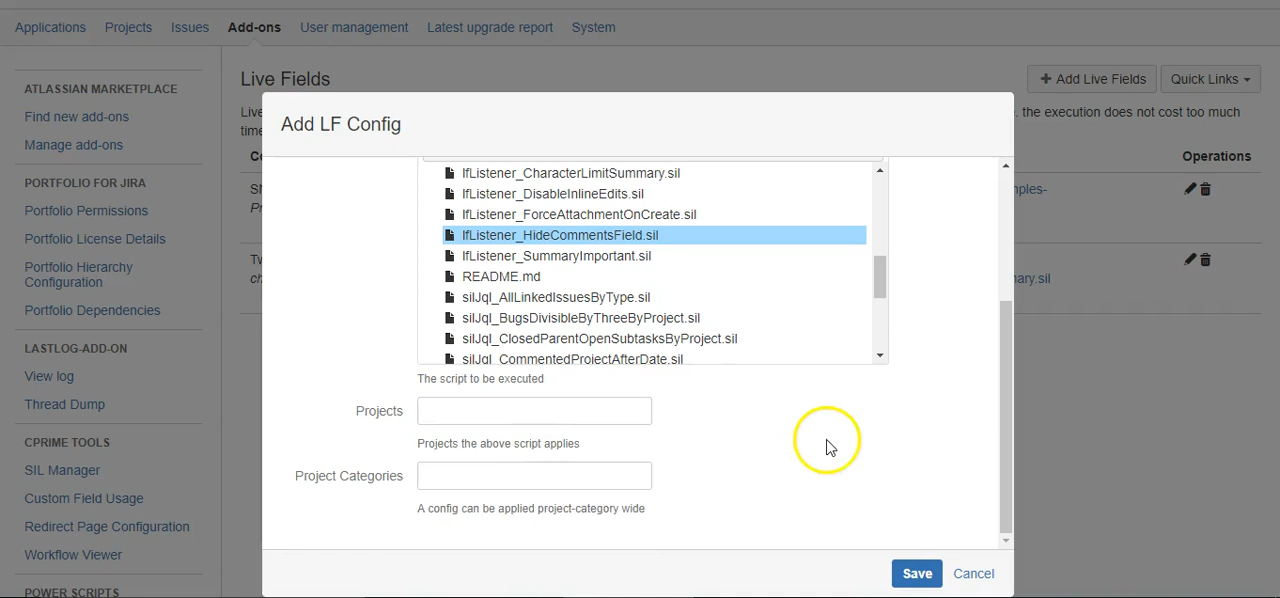 Applications Projects Issues Add-ons User management Latest upgrade report System
ATLASSIAN MARKETPLACE
Find new add-ons
Manage add-ons
PORTFOLIO FOR JIRA
Portfolio Permissions
Portfolio License Details
Portfolio Hierarchy
Configuration
Portfolio Dependencies
LASTLOG-ADD-ON
View log
Thread Dump
CPRIME TOOLS
SIL Manager
Custom Field Usage
Redirect Page Configuration
Workflow Viewer
POWER SCRIPTS
Live Fields
+ Add Live Fields Quick Links
. the execution does not cost too much
Operations
Add LF Config
lfListener_CharacterLimitSummary.sil
lfListener_DisableInlineEdits.sil
lfListener_ForceAttachmentOnCreate.sil
lfListener_HideCommentsField.sil
lfListener_SummaryImportant.sil
README.md
silJql_AllLinkedIssuesByType.sil
silJql_BugsDivisibleByThreeByProject.sil
silJql_ClosedParentOpenSubtasksByProject.sil
silJql_CommentedProjectAfterDate.sil
The script to be executed
Projects
Projects the above script applies
Project Categories
A config can be applied project-category wide
Save Cancel